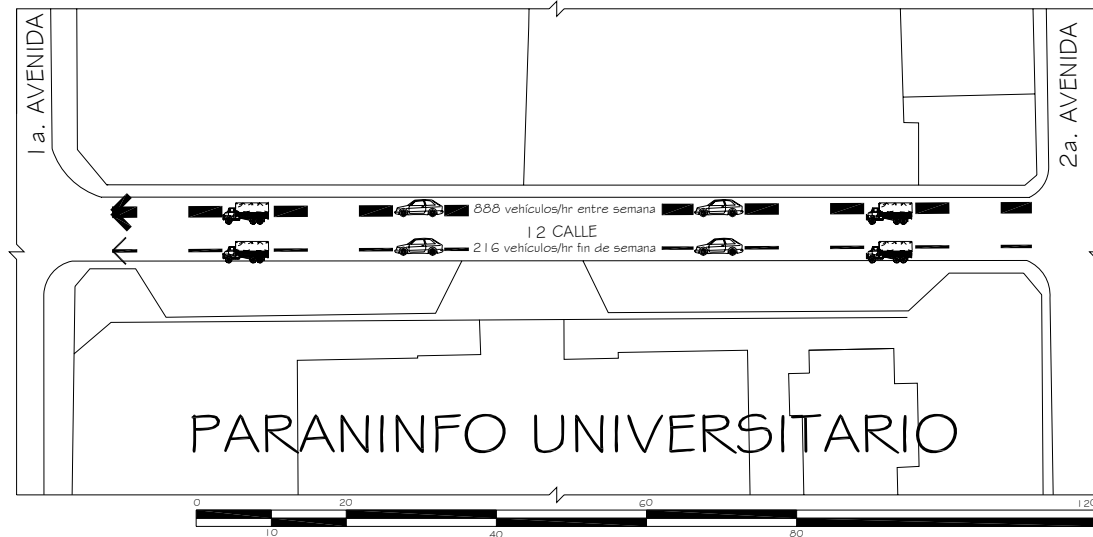 1a. AVENIDA
2a. AVENIDA
888 vehículos/hr entre semana
12 CALLE
216 vehículos/hr fin de semana
PARANINFO UNIVERSITARIO
0 20 60 120
10 40 80